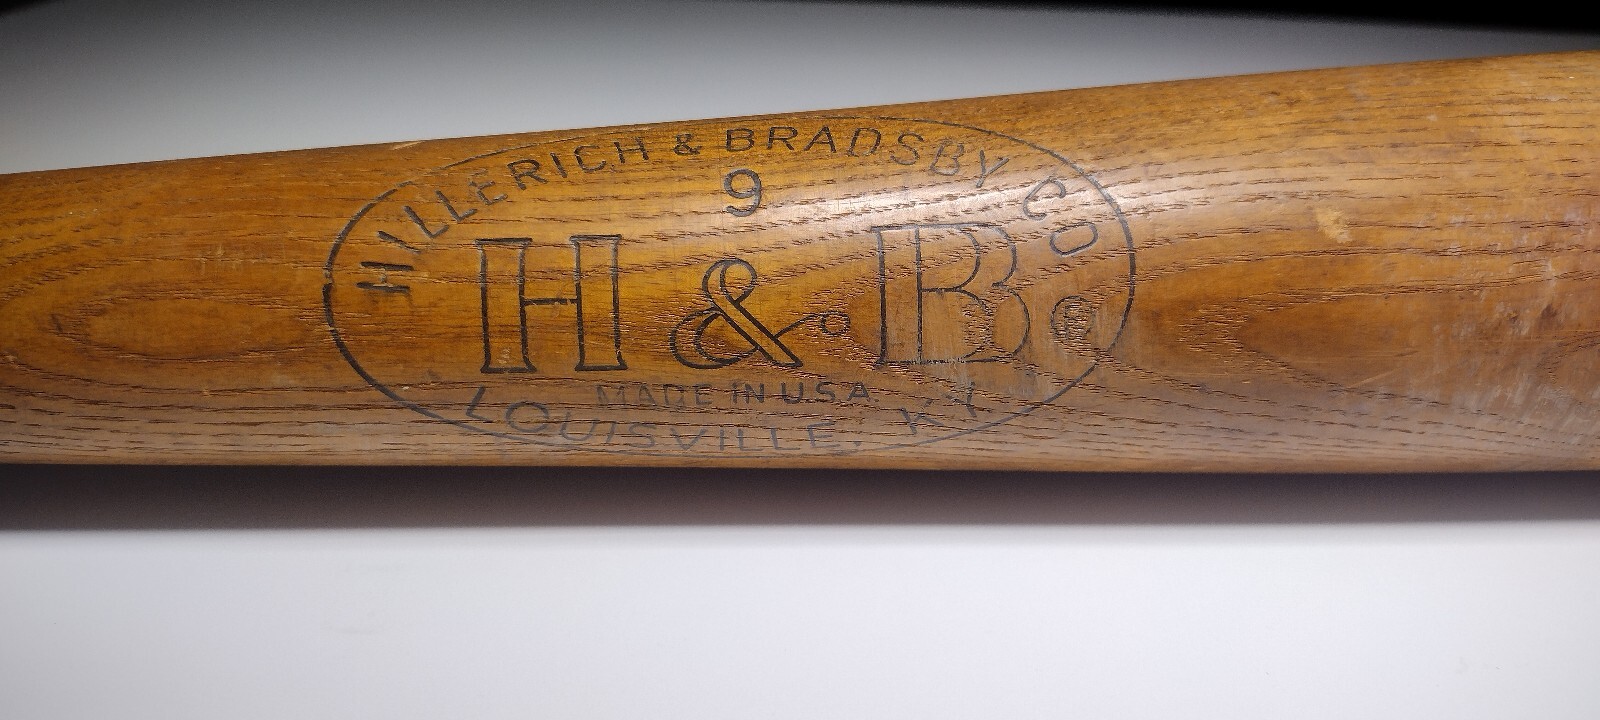 HILLERICH & BRADSBY CO
9
H & B
®
MADE IN U.S.A.
LOUISVILLE, KY.